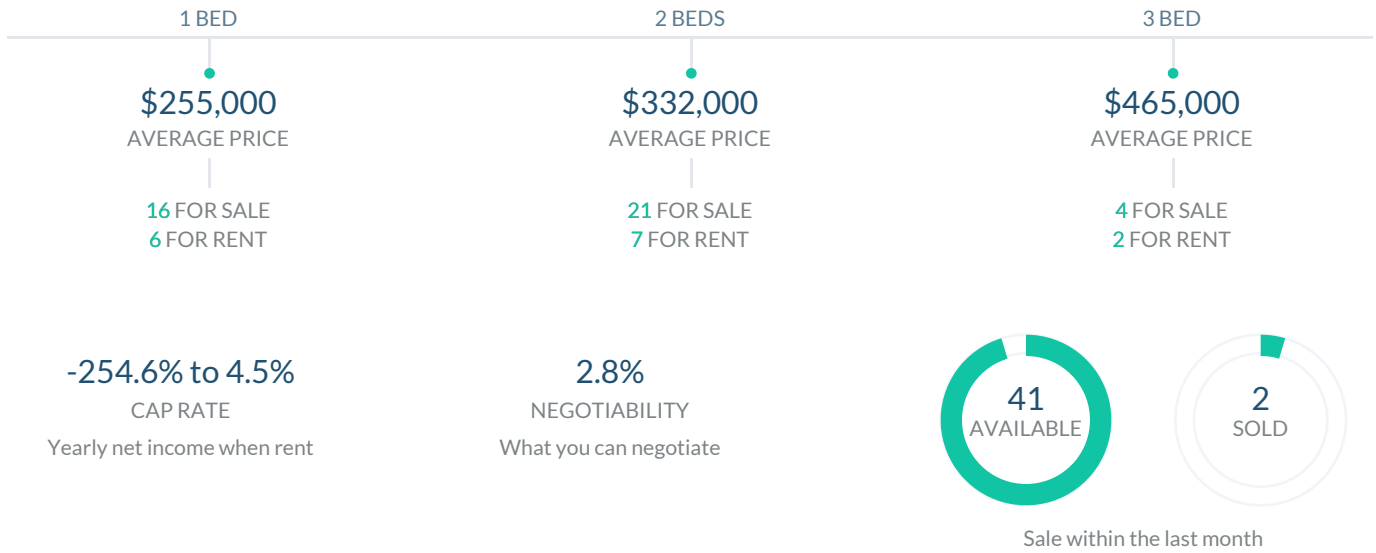 1 BED
2 BEDS
3 BED
$255,000
AVERAGE PRICE
16 FOR SALE
6 FOR RENT
$332,000
AVERAGE PRICE
21 FOR SALE
7 FOR RENT
$465,000
AVERAGE PRICE
4 FOR SALE
2 FOR RENT
-254.6% to 4.5%
CAP RATE
Yearly net income when rent
2.8%
NEGOTIABILITY
What you can negotiate
41
AVAILABLE
2
SOLD
Sale within the last month